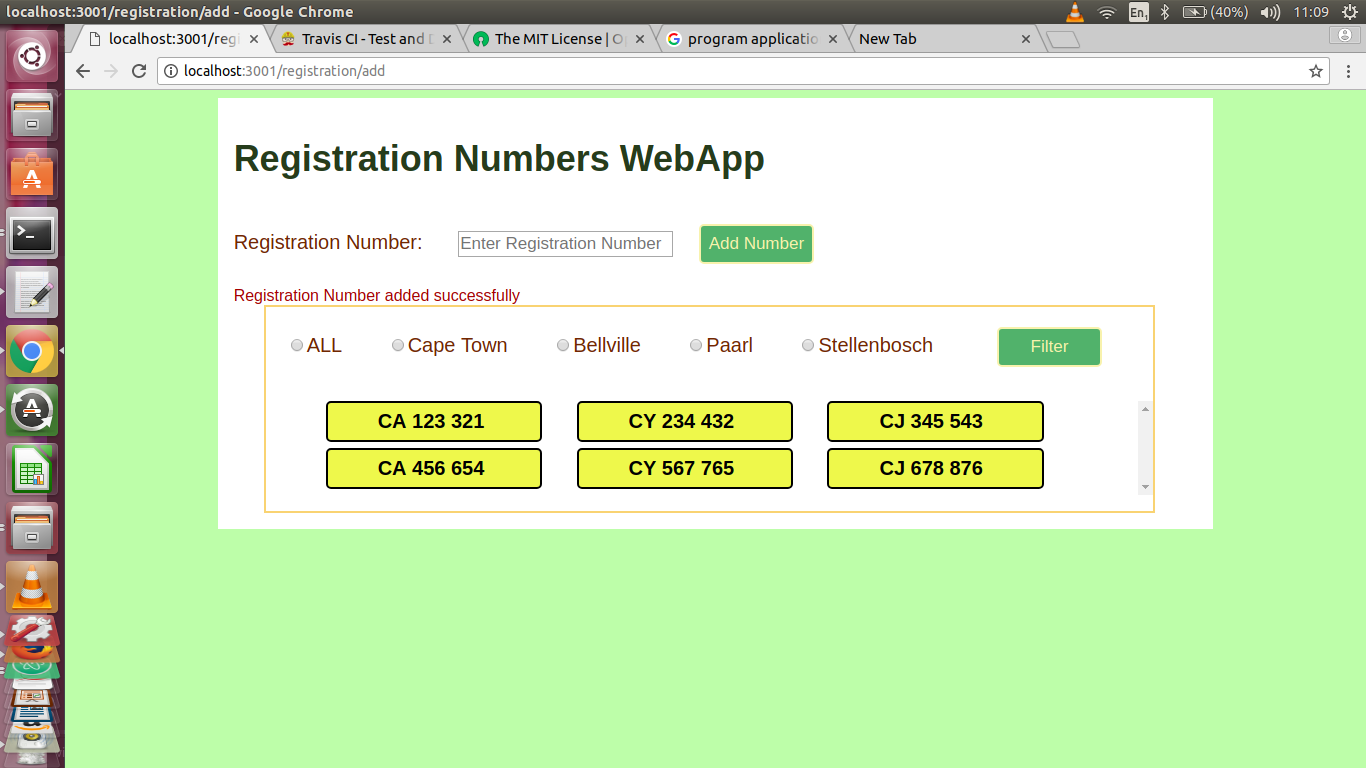 localhost:3001/registration/add - Google Chrome En1 (40%) 11:09
localhost:3001/regi Travis CI - Test and D The MIT License | Op program applicatio New Tab
localhost:3001/registration/add
Registration Numbers WebApp
Registration Number: Enter Registration Number Add Number
Registration Number added successfully
ALL Cape Town Bellville Paarl Stellenbosch Filter
CA 123 321 CY 234 432 CJ 345 543
CA 456 654 CY 567 765 CJ 678 876